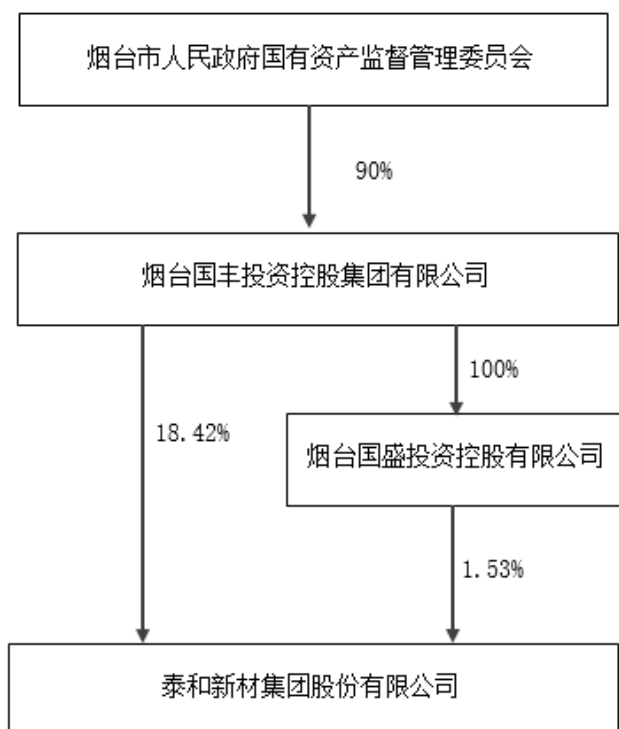 烟台市人民政府国有资产监督管理委员会
90%
烟台国丰投资控股集团有限公司
100%
18.42%
烟台国盛投资控股有限公司
1.53%
泰和新材集团股份有限公司